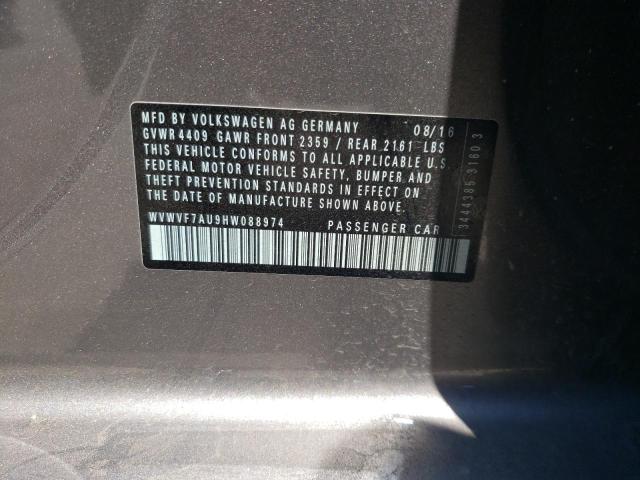 MFD BY VOLKSWAGEN AG GERMANY 08/16
GVWR 4409 GAWR FRONT 2359 / REAR 2161 LBS
THIS VEHICLE CONFORMS TO ALL APPLICABLE U.S.
FEDERAL MOTOR VEHICLE SAFETY, BUMPER AND
THEFT PREVENTION STANDARDS IN EFFECT ON
THE DATE OF MANUFACTURE SHOWN ABOVE.
WVWVF7AU9HW088974 PASSENGER CAR
3444385 3160 3